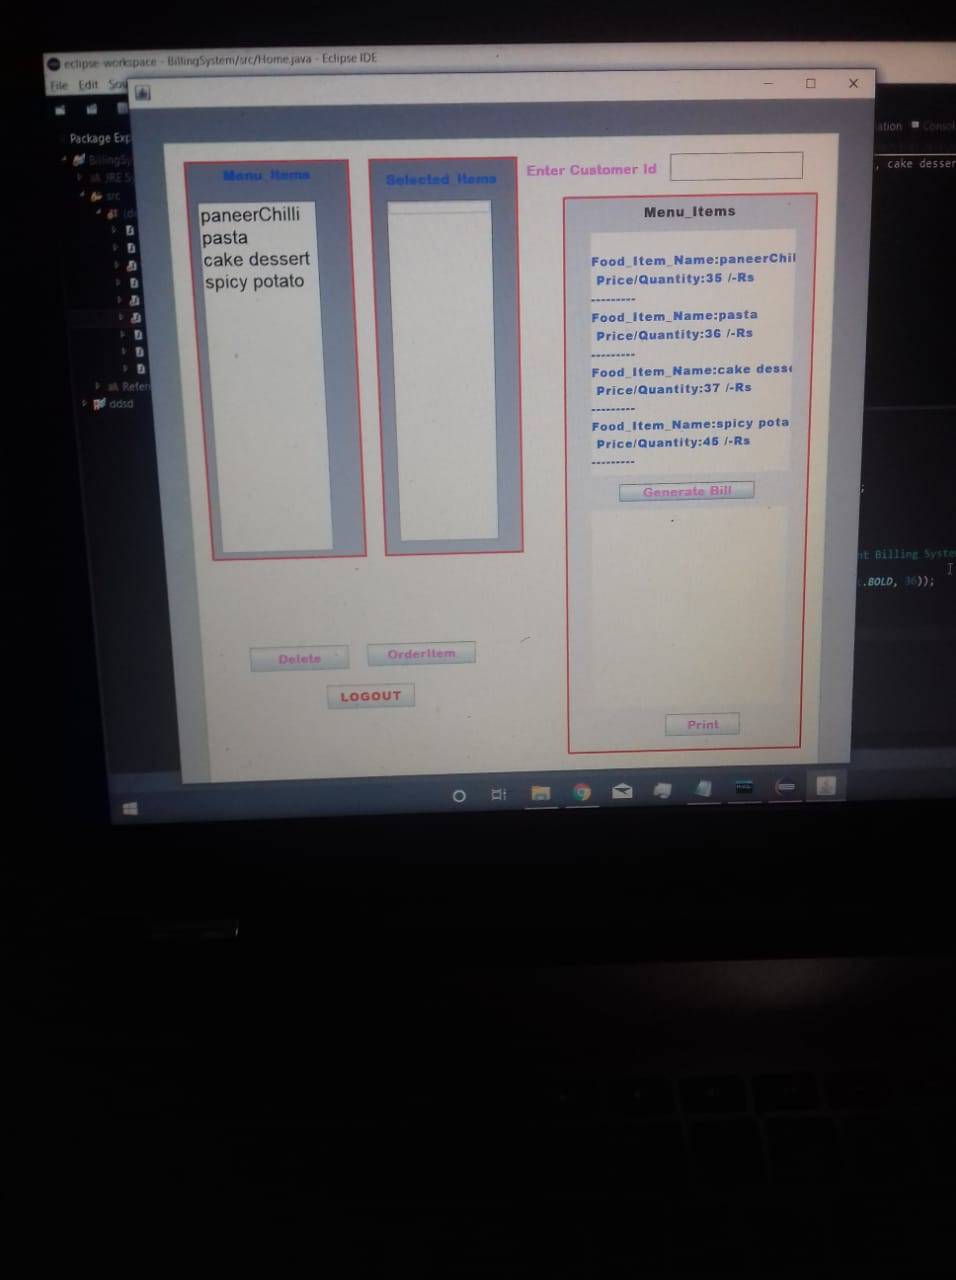 eclipse-workspace - BillingSystem/src/Home.java - Eclipse IDE
File Edit Sou
Package Exp
BillingSy
JRE S
src
(d
Referen
ddsd
Menu_Items
paneerChilli
pasta
cake dessert
spicy potato
Selected_Items
Enter Customer Id
Menu_Items
Food_Item_Name:paneerChil
Price/Quantity:35 /-Rs
---------
Food_Item_Name:pasta
Price/Quantity:36 /-Rs
---------
Food_Item_Name:cake dess
Price/Quantity:37 /-Rs
---------
Food_Item_Name:spicy pota
Price/Quantity:45 /-Rs
---------
Generate Bill
Print
Delete
OrderItem
LOGOUT
ation Consol
, cake desser
;
nt Billing Syste
.BOLD, 36));